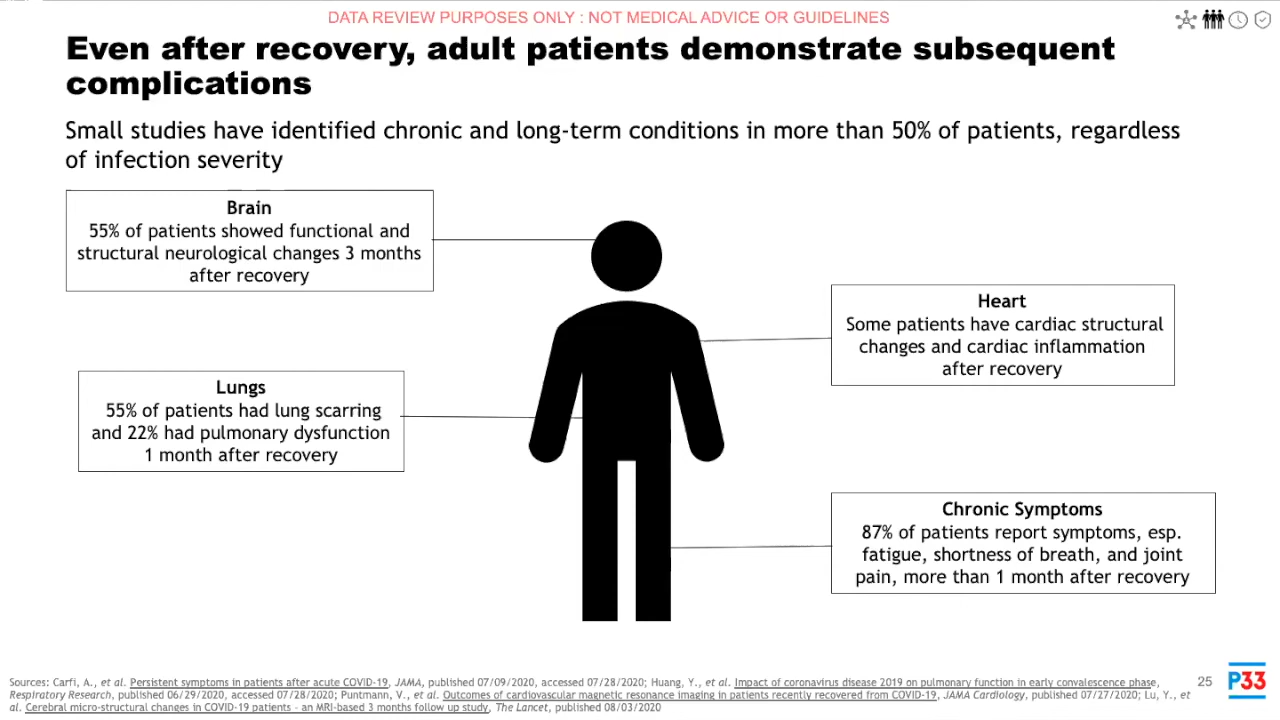 DATA REVIEW PURPOSES ONLY : NOT MEDICAL ADVICE OR GUIDELINES
Even after recovery, adult patients demonstrate subsequent
complications
Small studies have identified chronic and long-term conditions in more than 50% of patients, regardless
of infection severity
Brain
55% of patients showed functional and
structural neurological changes 3 months
after recovery
Heart
Some patients have cardiac structural
changes and cardiac inflammation
after recovery
Lungs
55% of patients had lung scarring
and 22% had pulmonary dysfunction
1 month after recovery
Chronic Symptoms
87% of patients report symptoms, esp.
fatigue, shortness of breath, and joint
pain, more than 1 month after recovery
Sources: Carfi, A., et al. Persistent symptoms in patients after acute COVID-19, JAMA, published 07/09/2020, accessed 07/28/2020; Huang, Y., et al. Impact of coronavirus disease 2019 on pulmonary function in early convalescence phase,
Respiratory Research, published 06/29/2020, accessed 07/28/2020; Puntmann, V., et al. Outcomes of cardiovascular magnetic resonance imaging in patients recently recovered from COVID-19, JAMA Cardiology, published 07/27/2020; Lu, Y., et
al. Cerebral micro-structural changes in COVID-19 patients – an MRI-based 3 months follow up study, The Lancet, published 08/03/2020
25
P33